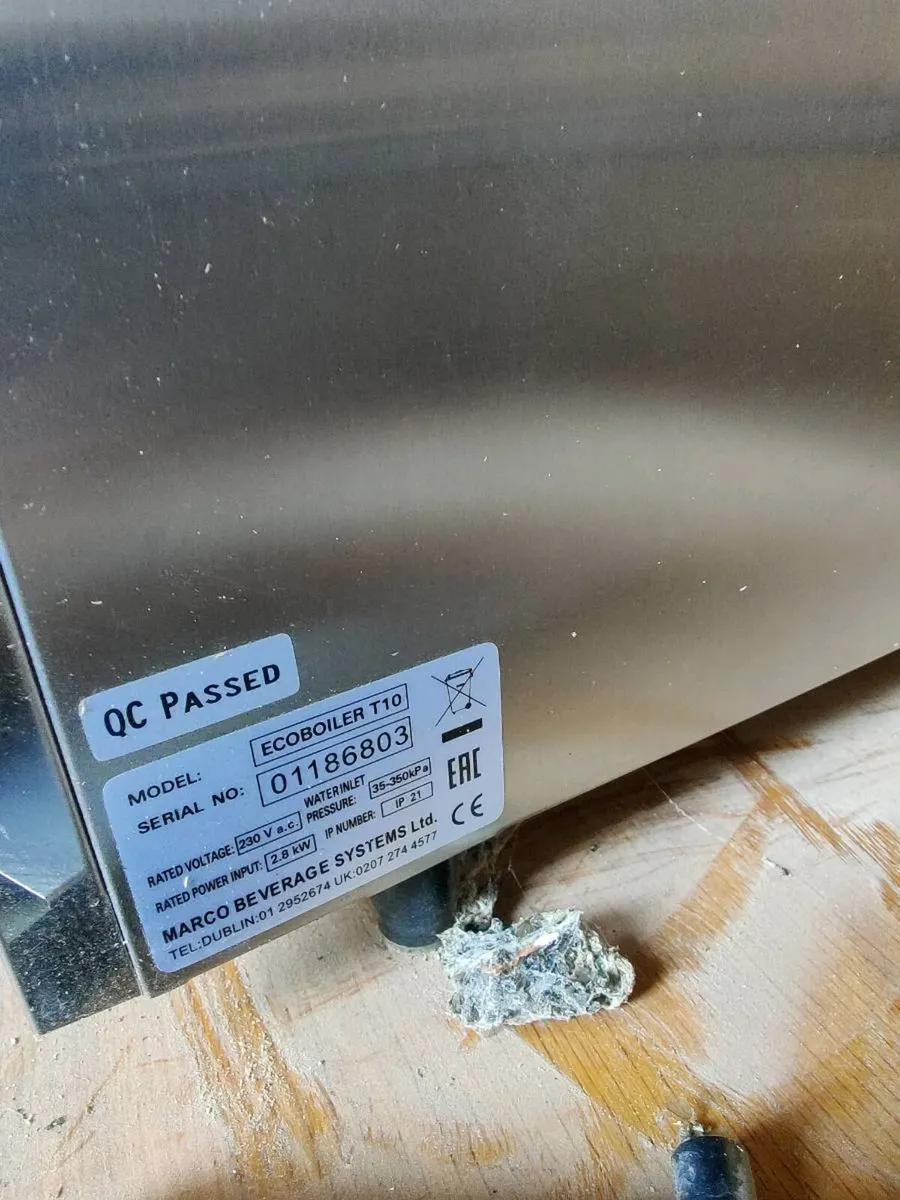 QC PASSED
MODEL: ECOBOILER T10
SERIAL NO: 01186803
RATED VOLTAGE: 230 V a.c. WATER INLET PRESSURE: 35-350kPa
RATED POWER INPUT: 2.8 kW IP NUMBER: IP 21
MARCO BEVERAGE SYSTEMS Ltd.
TEL:DUBLIN:01 2952674 UK:0207 274 4577
EAC
CE